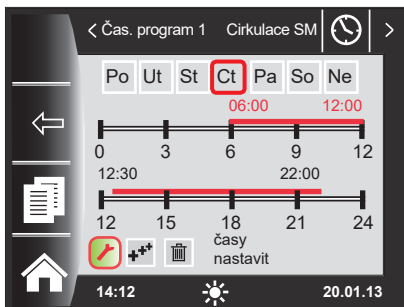 < Čas. program 1 Cirkulace SM >
Po Ut St Ct Pa So Ne
06:00 12:00
0 3 6 9 12
12:30 22:00
12 15 18 21 24
časy
nastavit
14:12 20.01.13